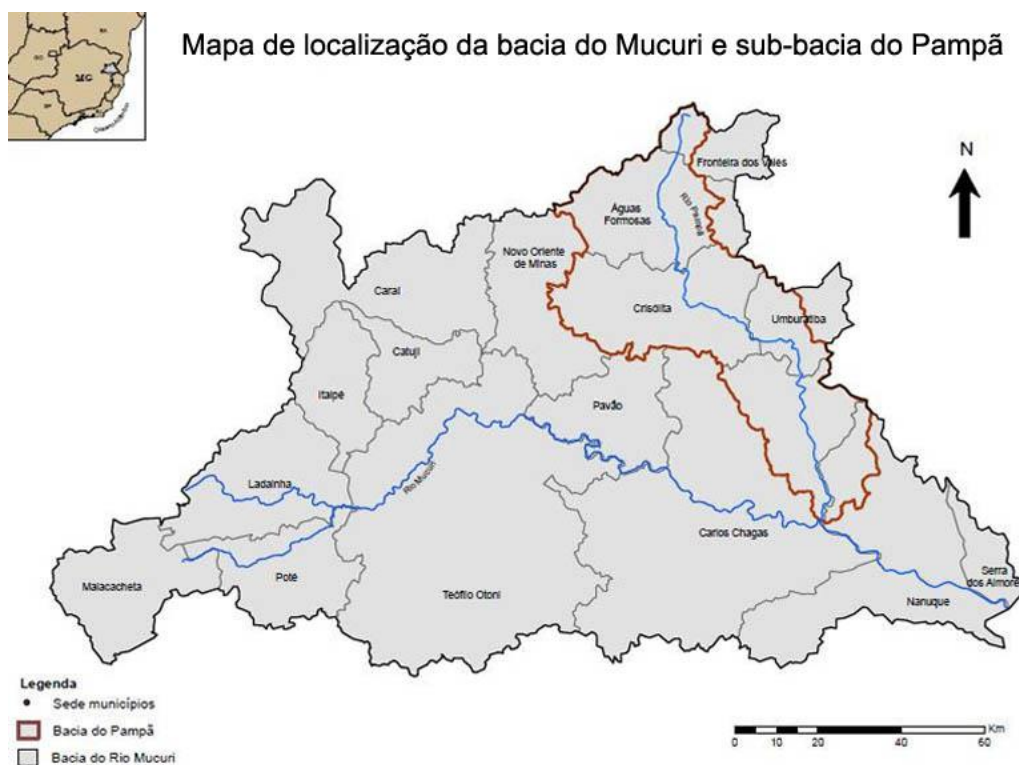 Mapa de localização da bacia do Mucuri e sub-bacia do Pampã
MG
N
Fronteira dos Vales
Águas
Formosas
Rio Pampã
Novo Oriente
de Minas
Caraí
Crisólita
Umburatiba
Catuji
Itaipé
Pavão
Rio Mucuri
Ladainha
Carlos Chagas
Malacacheta
Poté
Teófilo Otoni
Serra
dos Aimoré
Nanuque
Legenda
Sede municípios
Bacia do Pampã
Bacia do Rio Mucuri
Km
0 5 10 20 40 60